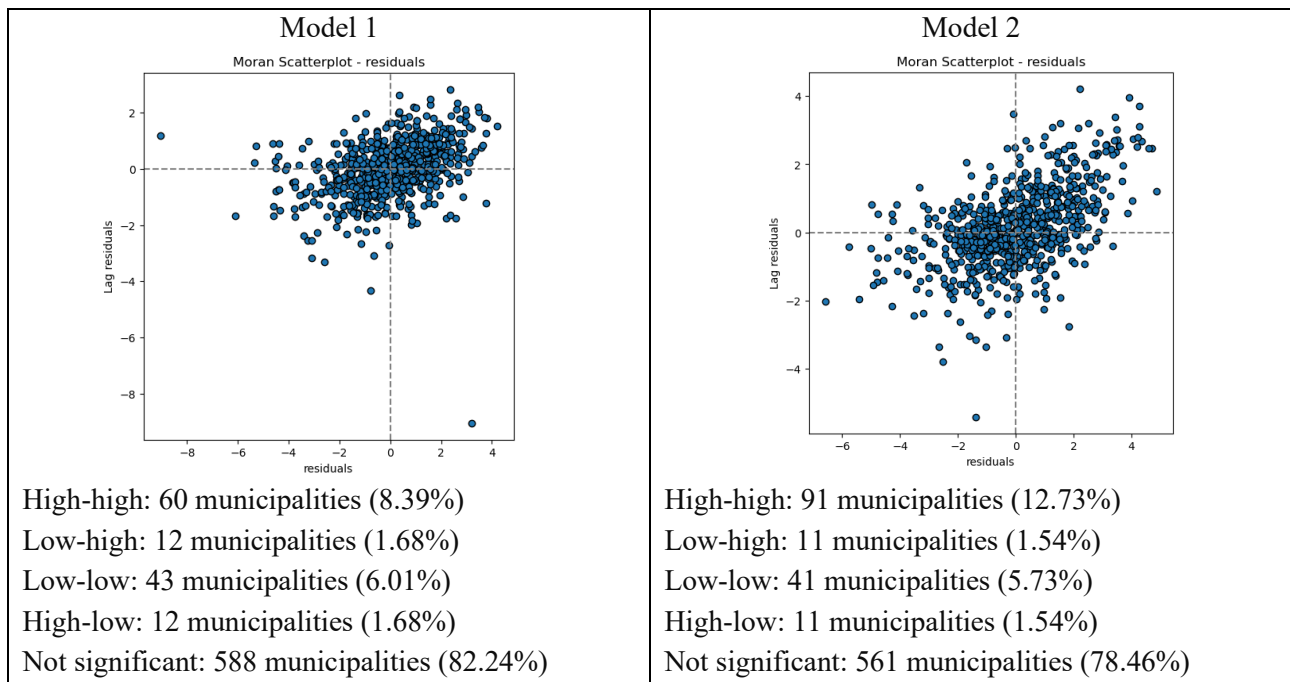 Model 1
Moran Scatterplot - residuals
2
0
−2
−4
−6
−8
Lag residuals
−8 −6 −4 −2 0 2 4
residuals
High-high: 60 municipalities (8.39%)
Low-high: 12 municipalities (1.68%)
Low-low: 43 municipalities (6.01%)
High-low: 12 municipalities (1.68%)
Not significant: 588 municipalities (82.24%)
Model 2
Moran Scatterplot - residuals
4
2
0
−2
−4
Lag residuals
−6 −4 −2 0 2 4
residuals
High-high: 91 municipalities (12.73%)
Low-high: 11 municipalities (1.54%)
Low-low: 41 municipalities (5.73%)
High-low: 11 municipalities (1.54%)
Not significant: 561 municipalities (78.46%)